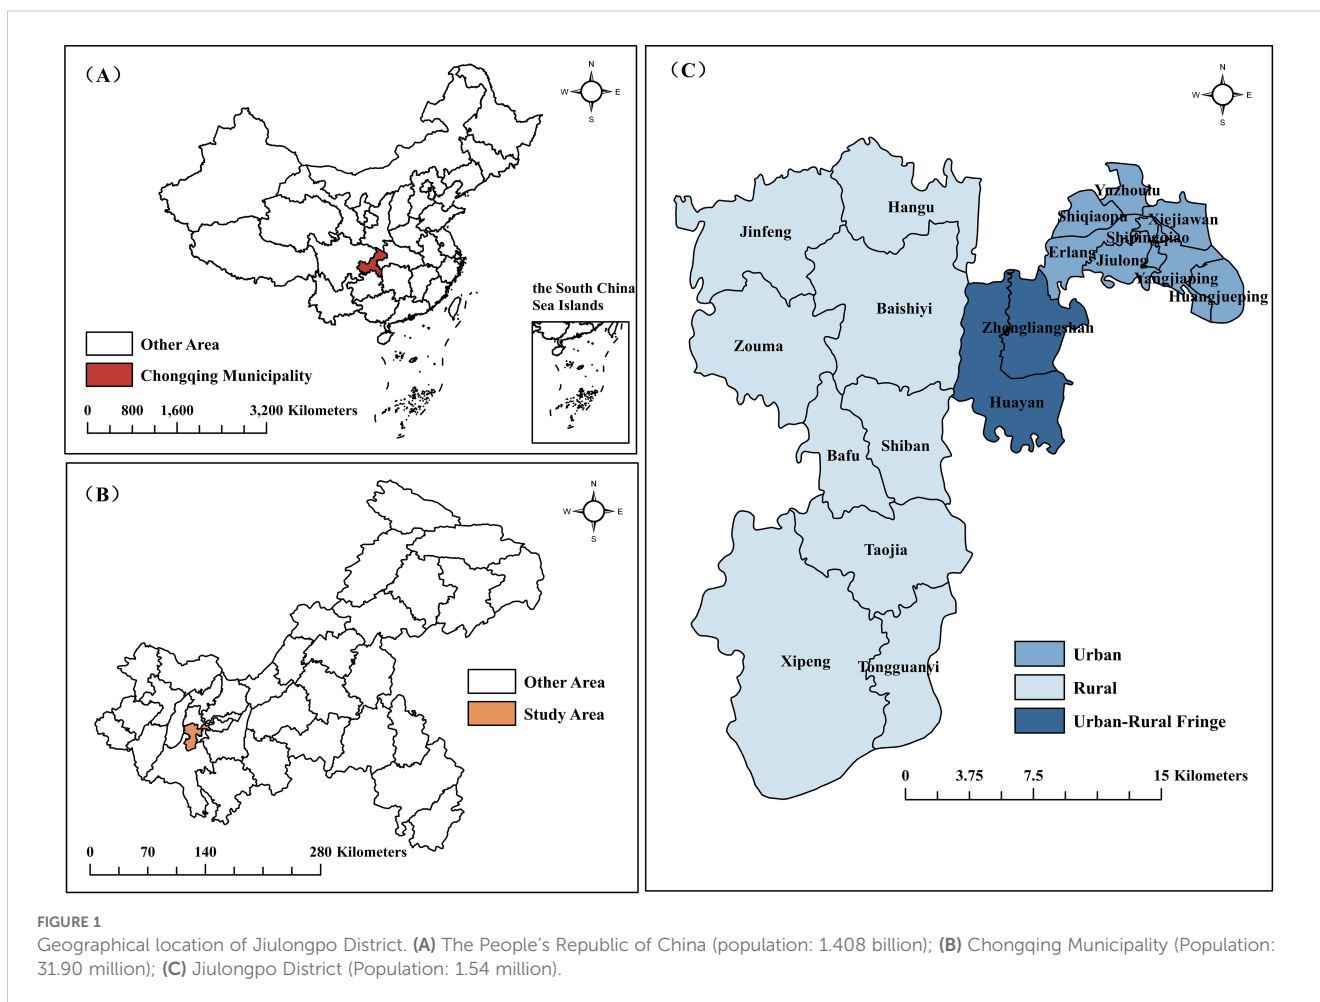 (A)
N
W E
S
the South China
Sea Islands
Other Area
Chongqing Municipality
0 800 1,600 3,200 Kilometers
(B)
N
W E
S
Other Area
Study Area
0 70 140 280 Kilometers
(C)
N
W E
S
Yuzhoulu
Shiqiaopu Xiejiawan
Shipingqiao
Erlang Jiulong
Yangjiaping
Huangjueping
Hangu
Jinfeng
Baishiyi
Zhongliangshan
Zouma
Huayan
Shiban
Bafu
Taojia
Xipeng Tongguanyi
Urban
Rural
Urban-Rural Fringe
0 3.75 7.5 15 Kilometers
FIGURE 1
Geographical location of Jiulongpo District. (A) The People’s Republic of China (population: 1.408 billion); (B) Chongqing Municipality (Population:
31.90 million); (C) Jiulongpo District (Population: 1.54 million).